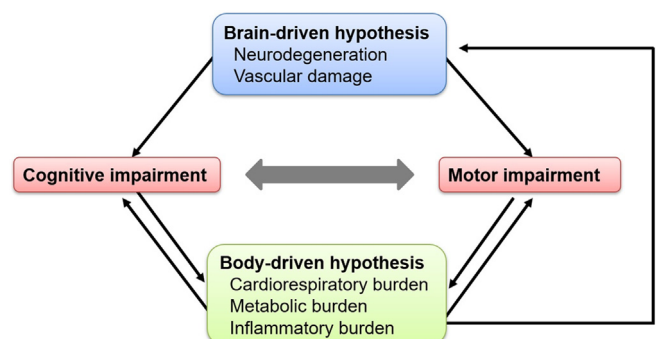 Brain-driven hypothesis
Neurodegeneration
Vascular damage
Cognitive impairment
Motor impairment
Body-driven hypothesis
Cardiorespiratory burden
Metabolic burden
Inflammatory burden